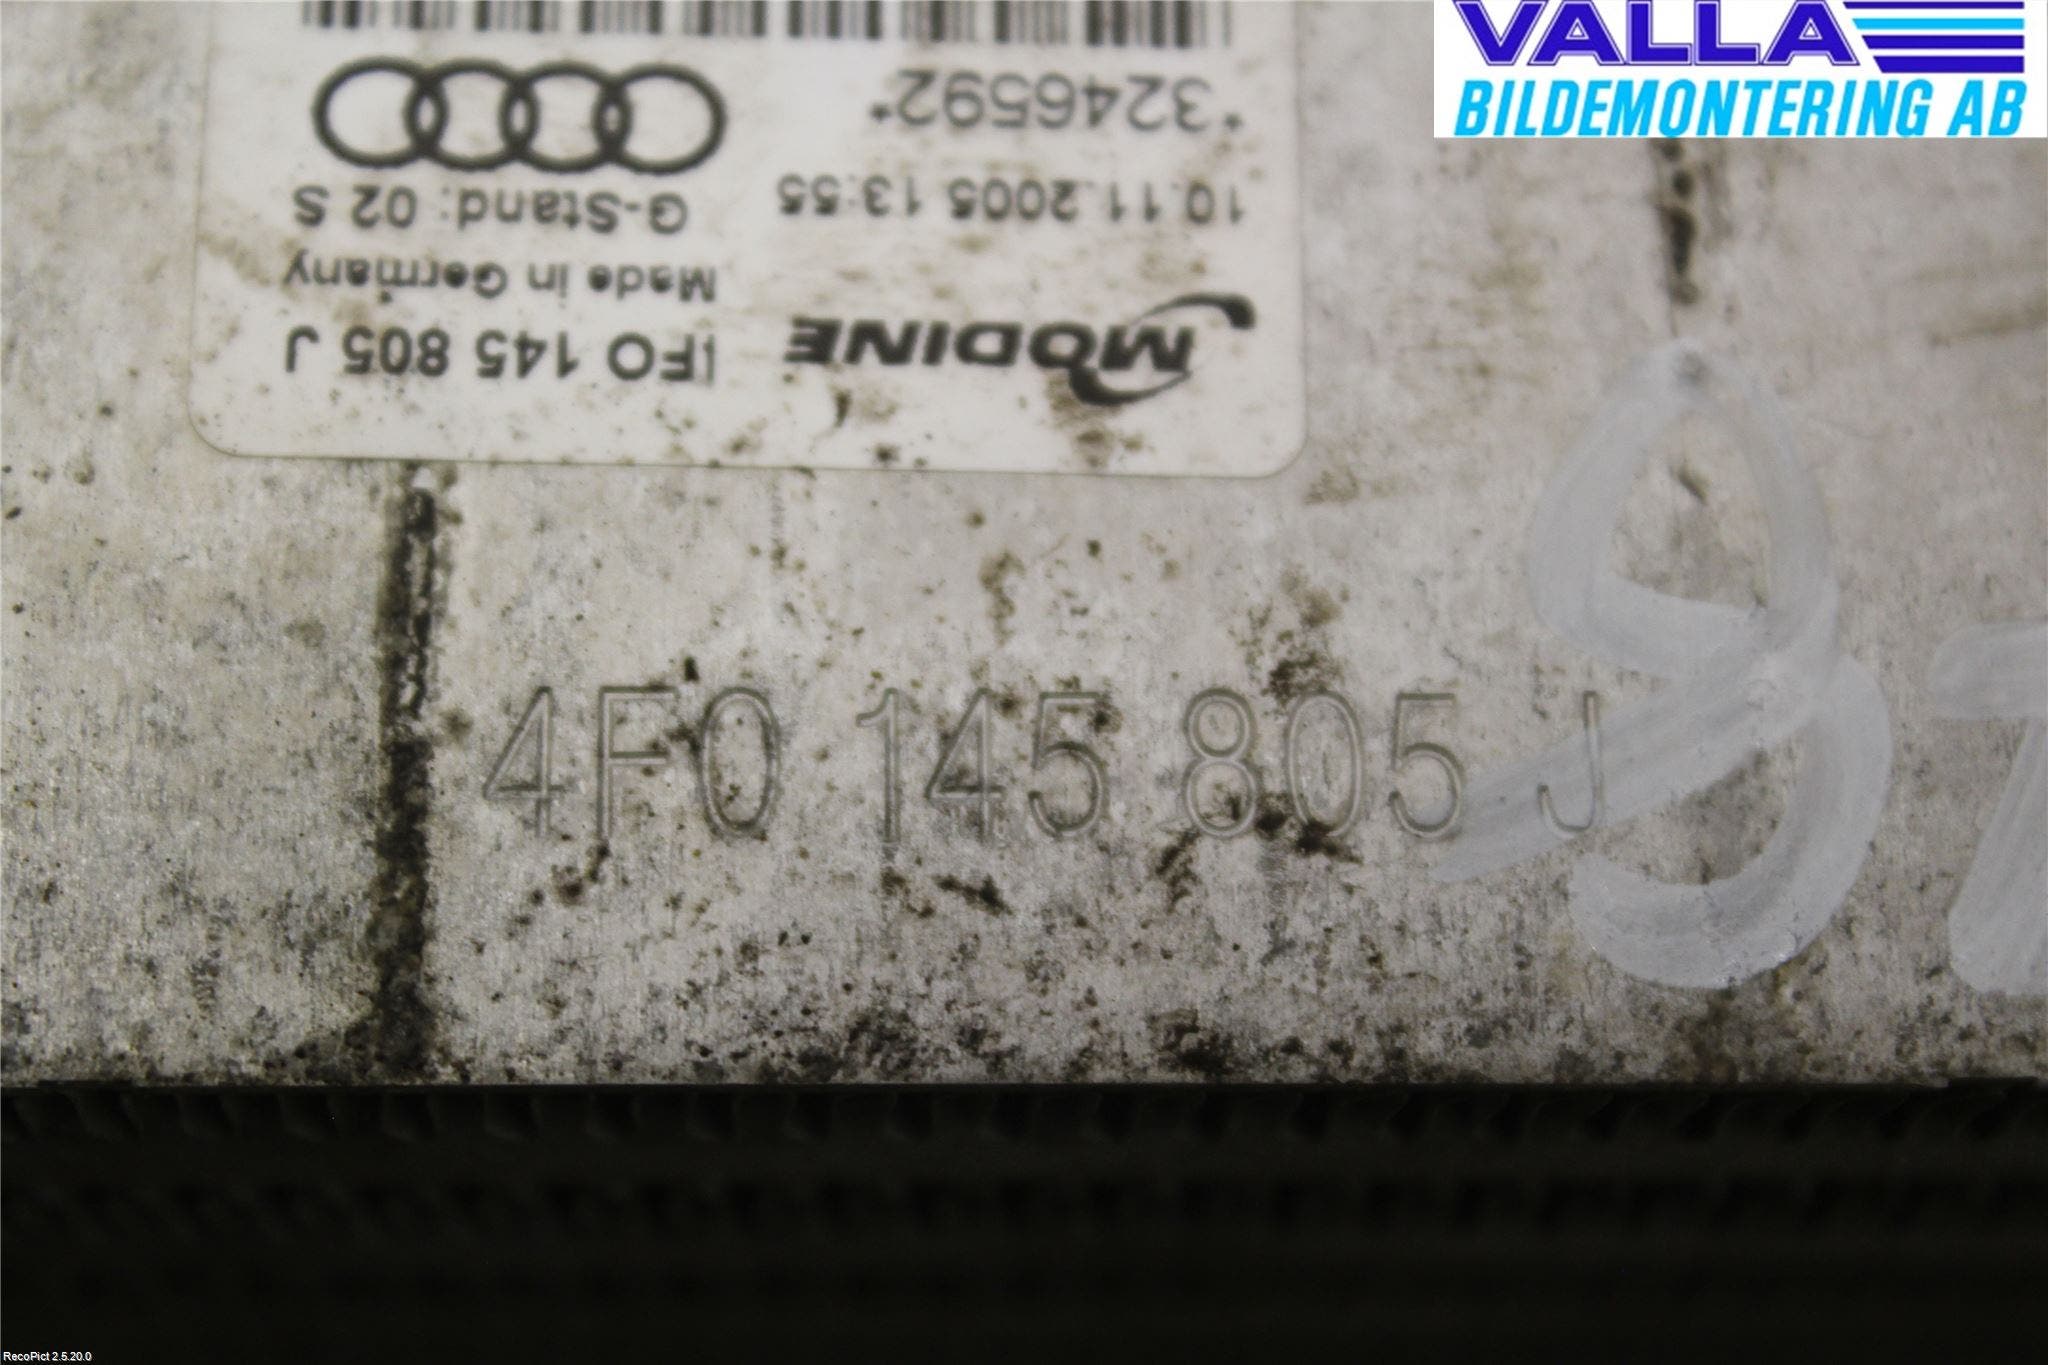 VALLA
BILDEMONTERING AB
4F0 145 805 J
MODINE
F0 145 805 J
Made in Germany
10.11.2005 13:55
G-Stand: 02 S
*3246592*
RecoPict 2.5.20.0